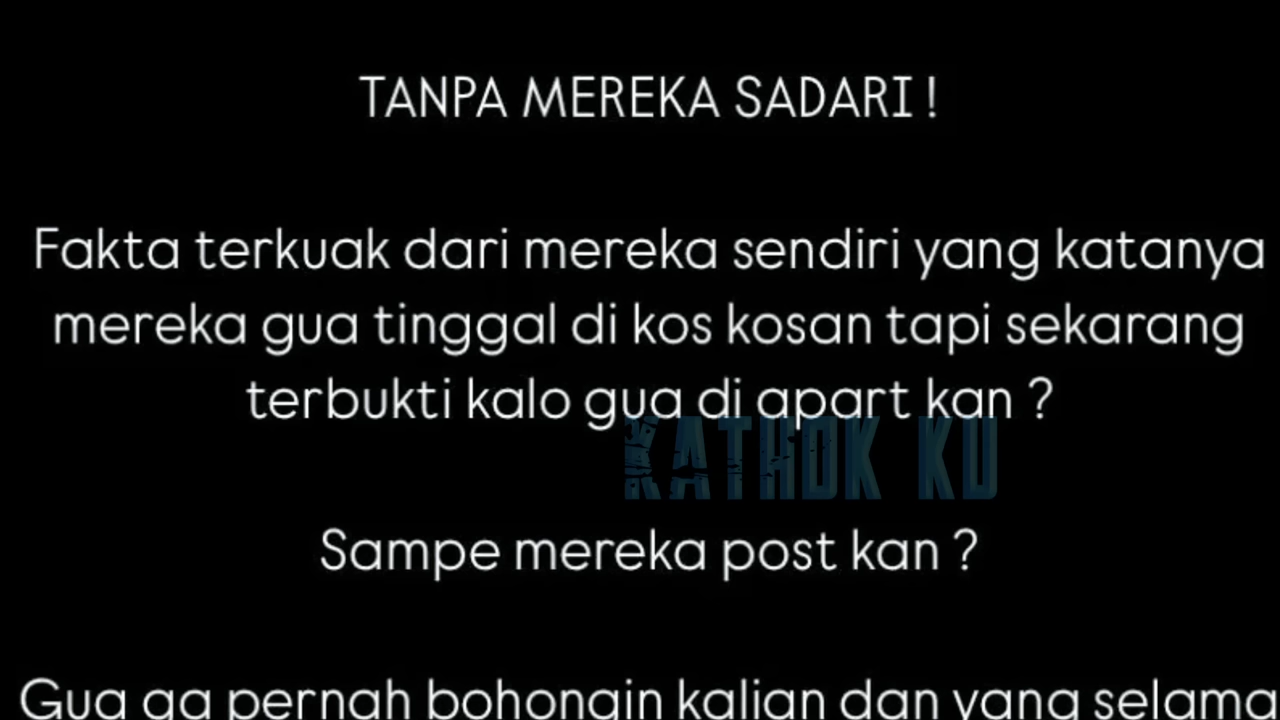 TANPA MEREKA SADARI !
Fakta terkuak dari mereka sendiri yang katanya
mereka gua tinggal di kos kosan tapi sekarang
terbukti kalo gua di apart kan ?
KATHOK KU
Sampe mereka post kan ?
Gua ga pernah bohongin kalian dan yang selama